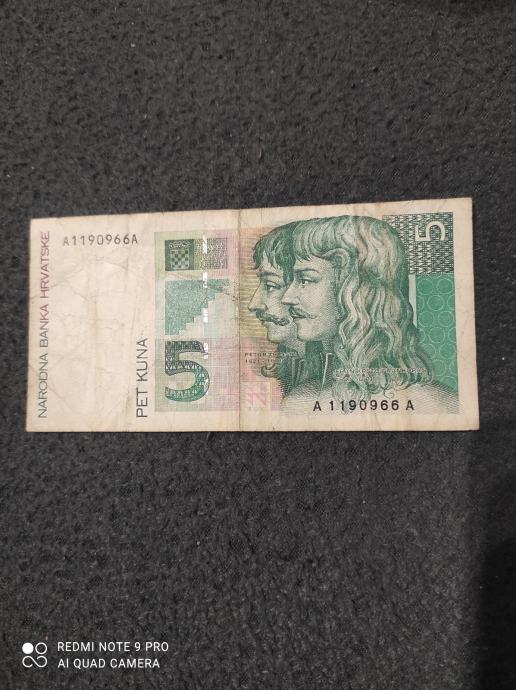 NARODNA BANKA HRVATSKE
A1190966A
PET KUNA
5
5
A 1190966 A
REDMI NOTE 9 PRO
AI QUAD CAMERA